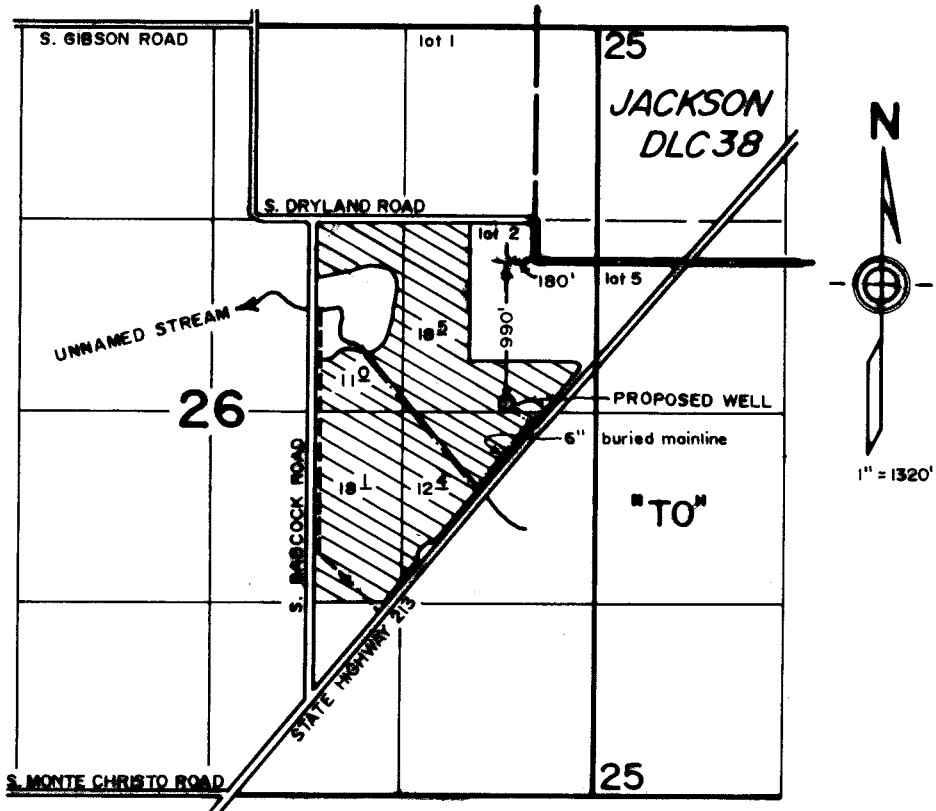 S. GIBSON ROAD
lot 1
25
JACKSON
DLC 38
N
S. DRYLAND ROAD
lot 2
180'
lot 5
UNNAMED STREAM
18 5
990'
11 0
26
PROPOSED WELL
6" buried mainline
1" = 1320'
18 1
12 4
"TO"
S. BABCOCK ROAD
STATE HIGHWAY 213
S. MONTE CHRISTO ROAD
25